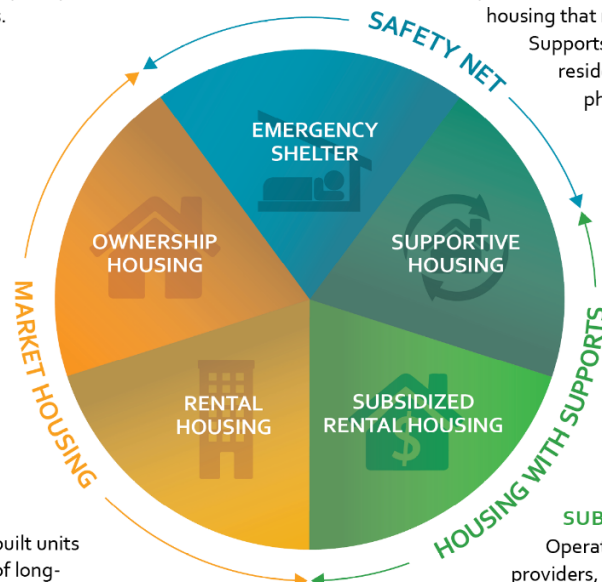 s.
housing that
Supports
resid
ph
SAFETY NET
EMERGENCY
SHELTER
OWNERSHIP
HOUSING
SUPPORTIVE
HOUSING
MARKET HOUSING
RENTAL
HOUSING
SUBSIDIZED
RENTAL HOUSING
$
HOUSING WITH SUPPORTS
uilt units
of long-
SUB
Operat
providers,